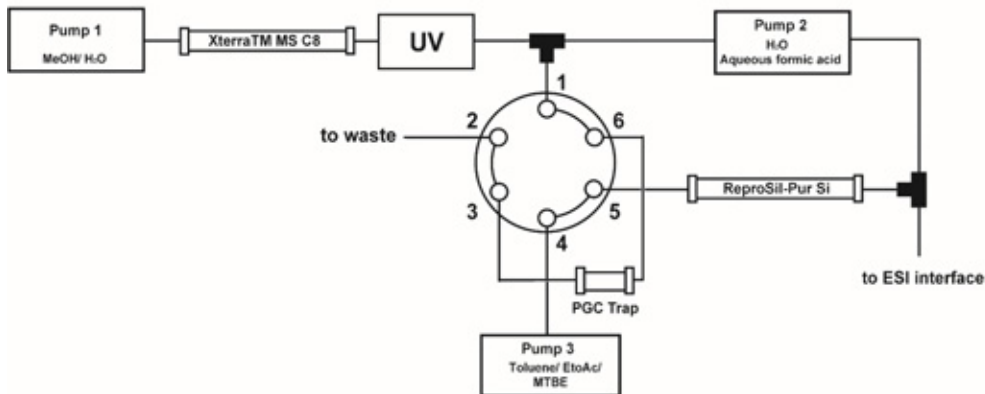 Pump 1
MeOH/ H₂O
XterraTM MS C8
UV
Pump 2
H₂O
Aqueous formic acid
1
2
6
to waste
ReproSil-Pur Si
3
5
4
to ESI interface
PGC Trap
Pump 3
Toluene/ EtoAc/
MTBE